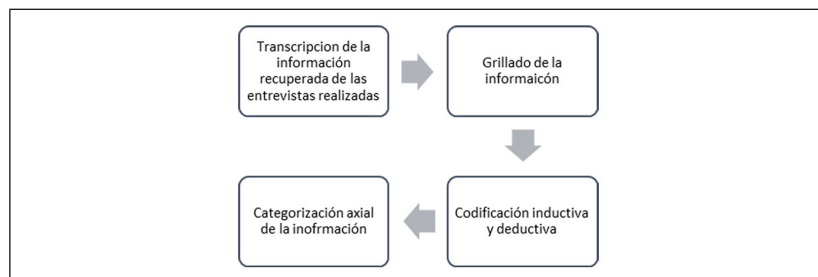 Transcripcion de la
información
recuperada de las
entrevistas realizadas
Grillado de la
informaicón
Codificación inductiva
y deductiva
Categorización axial
de la inofrmación